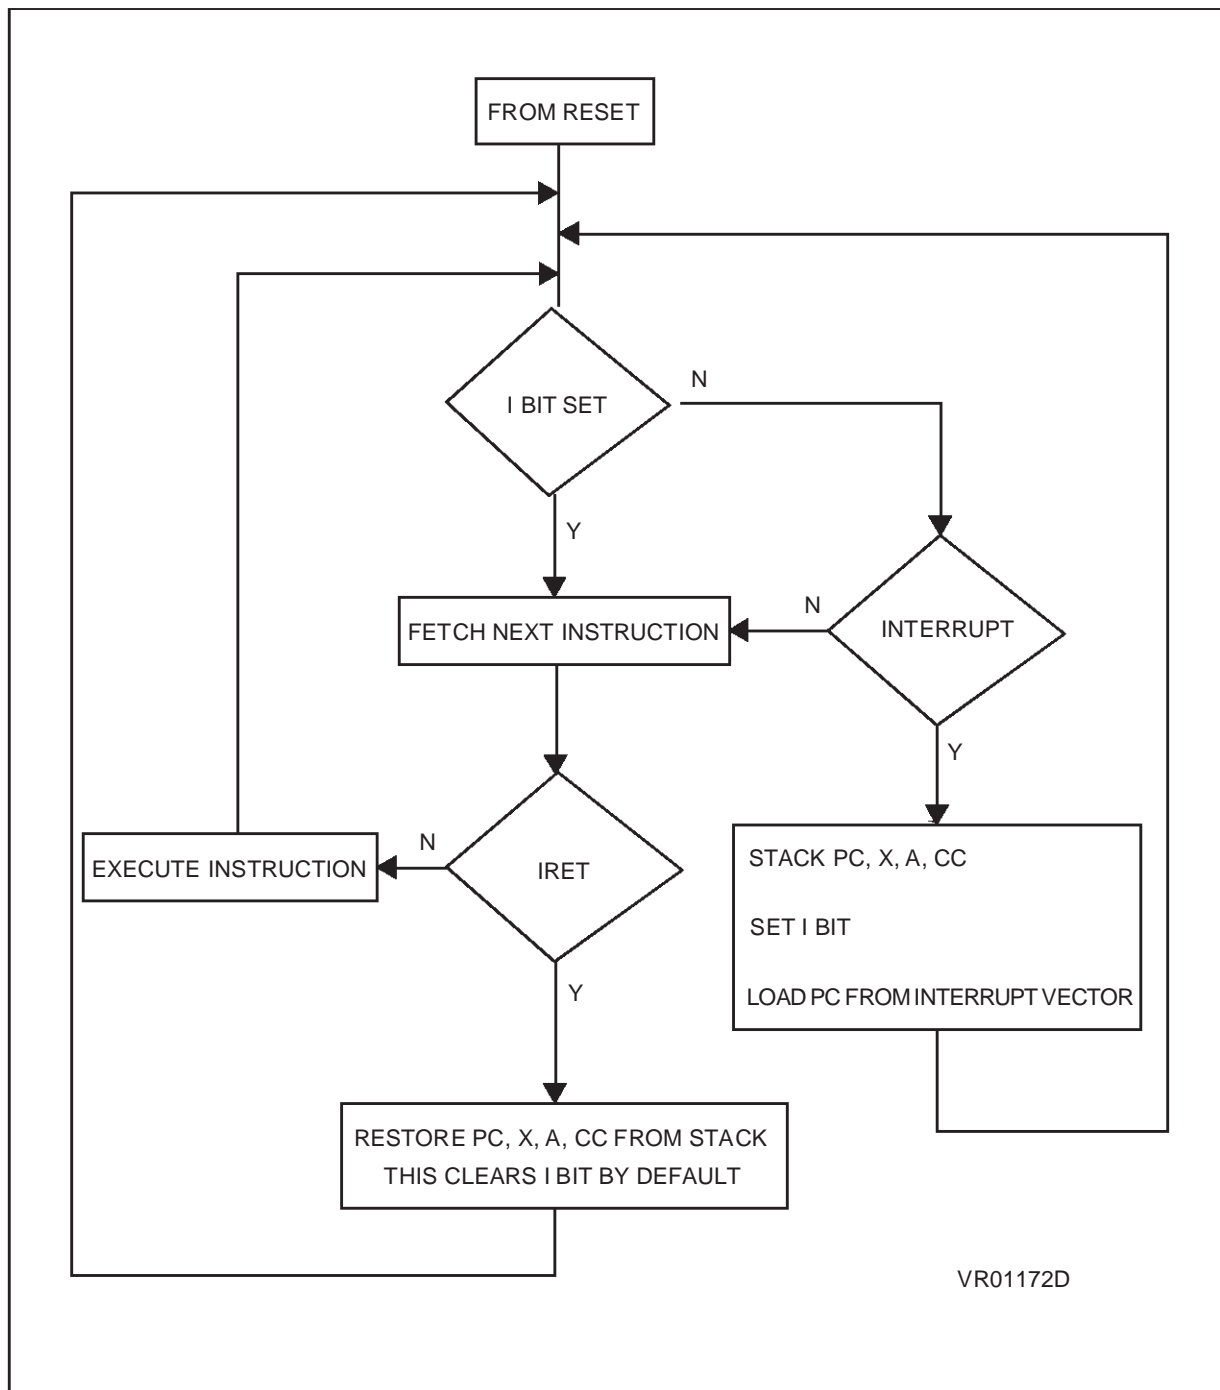 FROM RESET
I BIT SET
N
Y
FETCH NEXT INSTRUCTION
N
INTERRUPT
Y
EXECUTE INSTRUCTION
N
IRET
STACK PC, X, A, CC
SET I BIT
LOAD PC FROM INTERRUPT VECTOR
Y
RESTORE PC, X, A, CC FROM STACK
THIS CLEARS I BIT BY DEFAULT
VR01172D